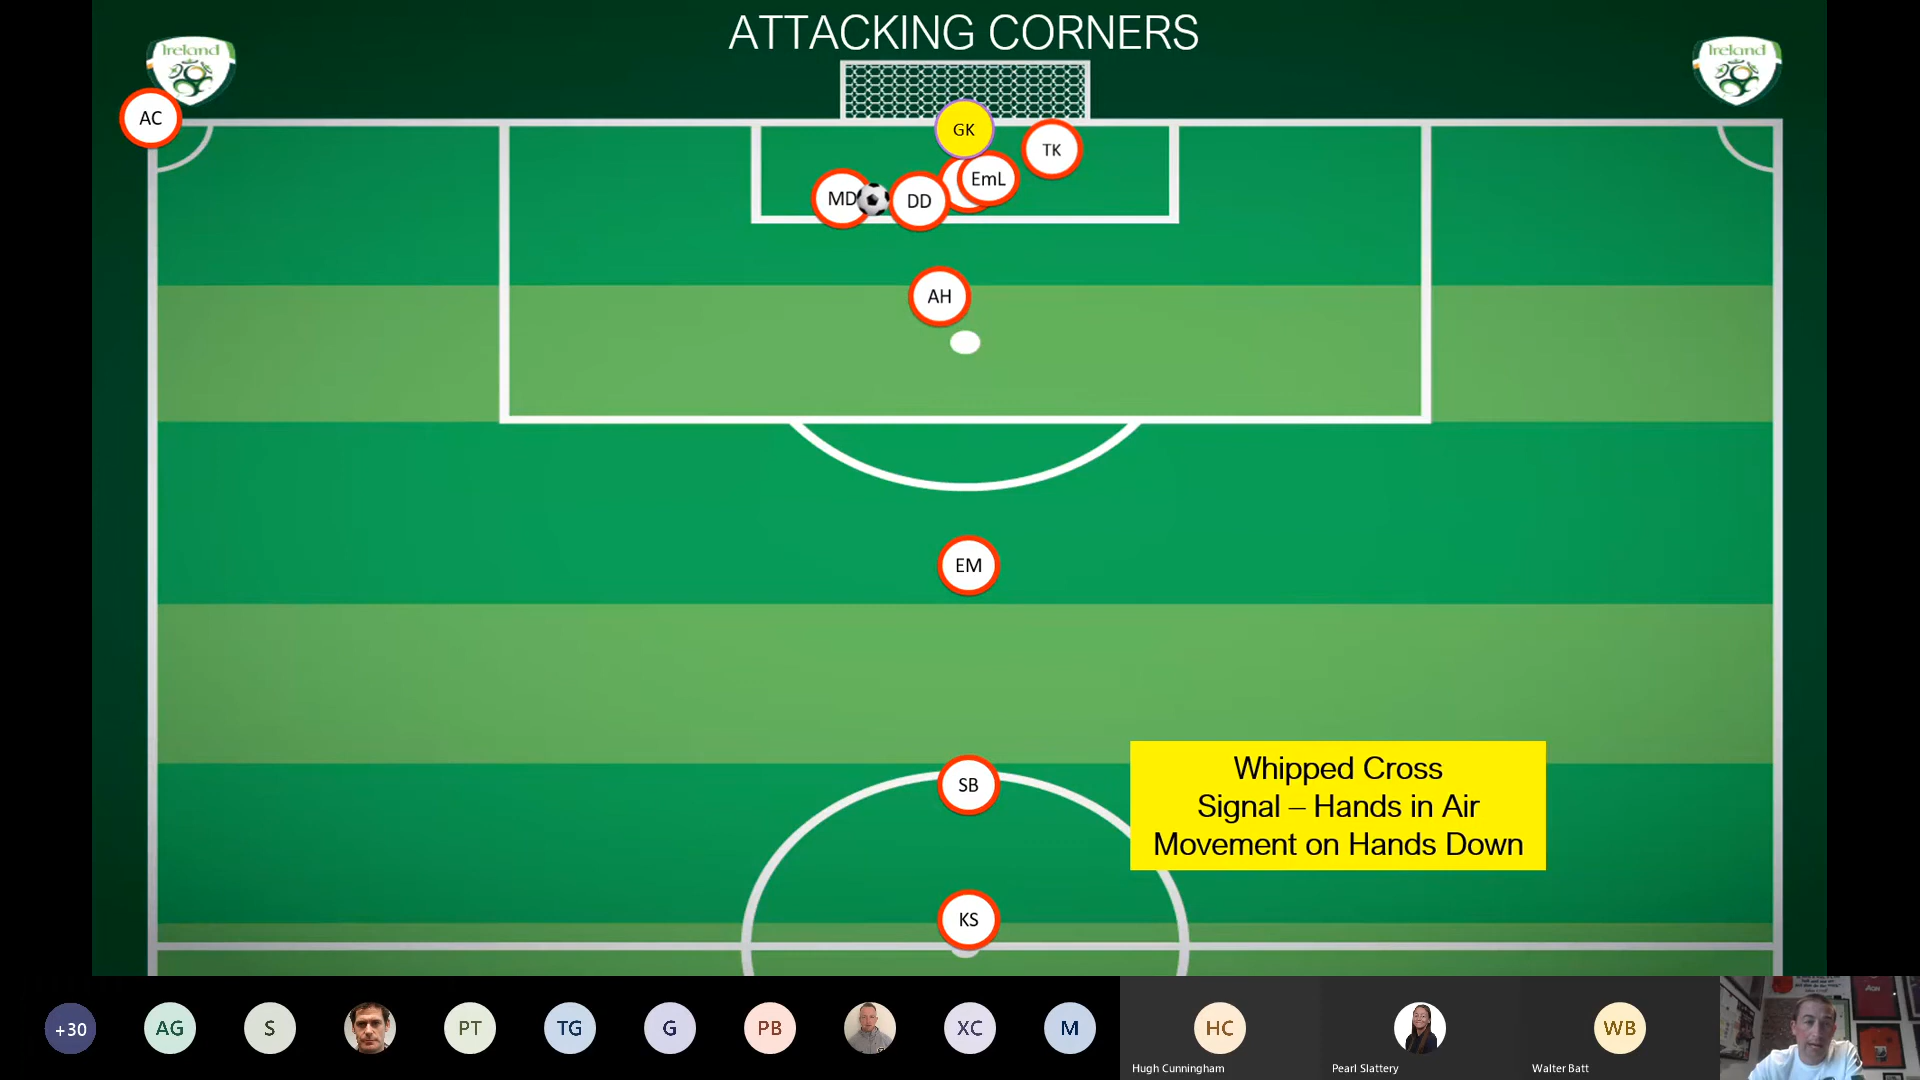 ATTACKING CORNERS
Ireland
Ireland
AC
GK
TK
EmL
MD
DD
AH
EM
SB
Whipped Cross
Signal – Hands in Air
Movement on Hands Down
KS
+30
AG
S
PT
TG
G
PB
XC
M
HC
WB
Hugh Cunningham
Pearl Slattery
Walter Batt
AON